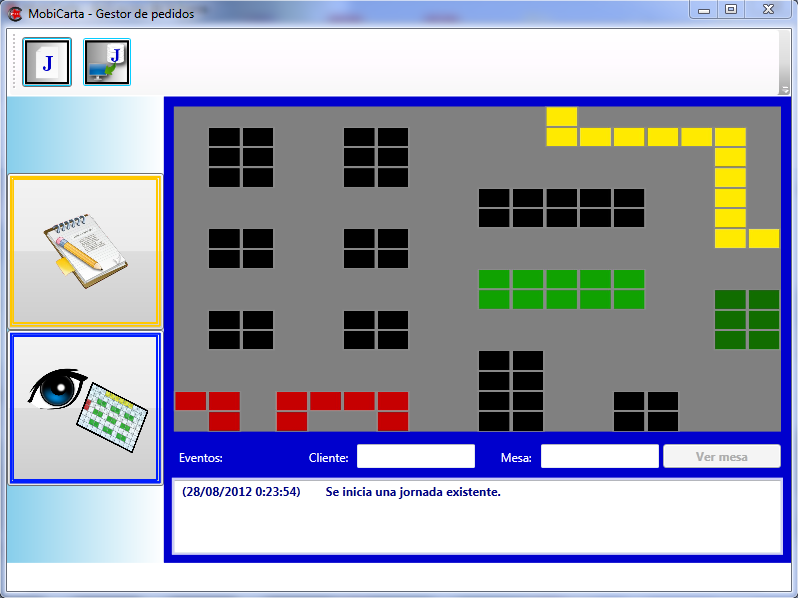 MobiCarta - Gestor de pedidos
J
J
Eventos:
Cliente:
Mesa:
Ver mesa
(28/08/2012 0:23:54) Se inicia una jornada existente.